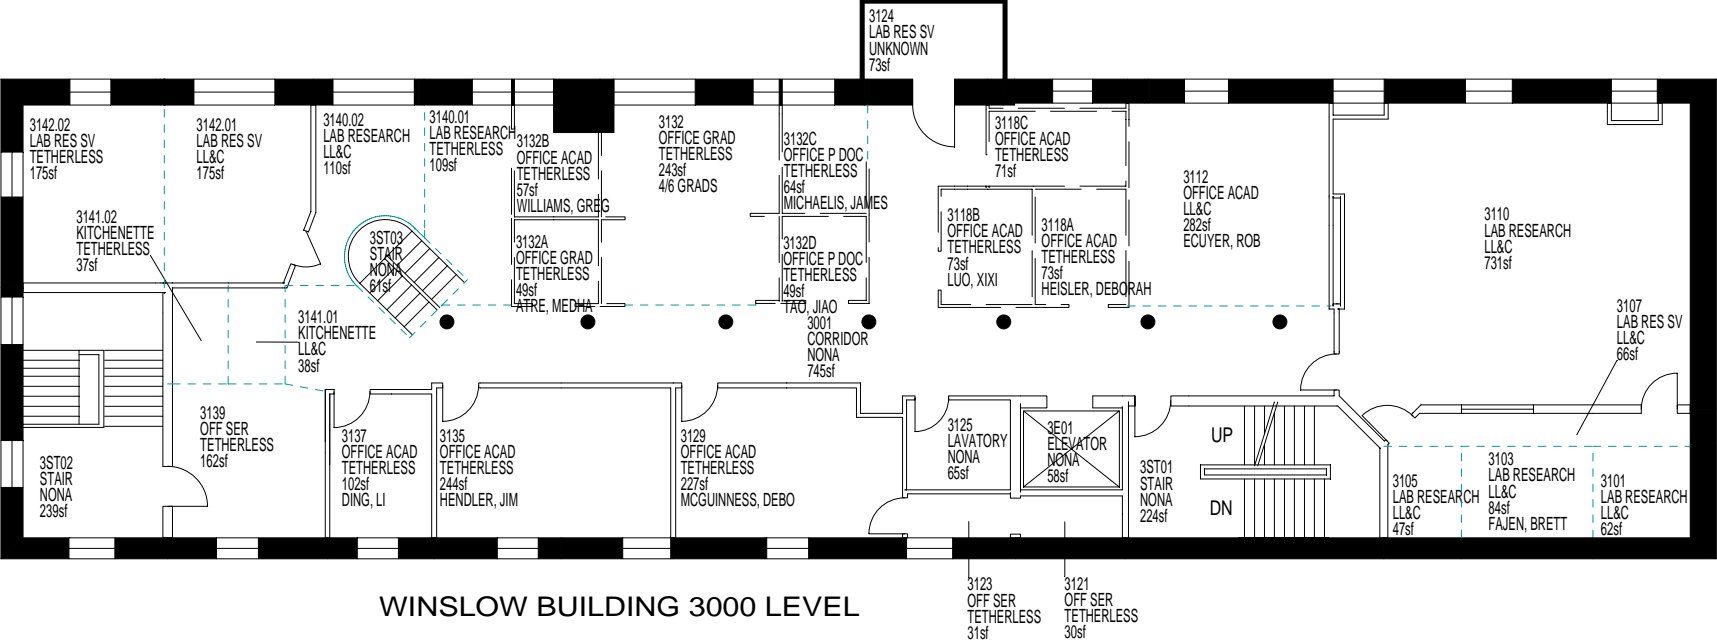 3124
LAB RES SV
UNKNOWN
73sf
3142.02
LAB RES SV
TETHERLESS
175sf
3142.01
LAB RES SV
LL&C
175sf
3140.02
LAB RESEARCH
LL&C
110sf
3140.01
LAB RESEARCH
TETHERLESS
109sf
3132B
OFFICE ACAD
TETHERLESS
57sf
WILLIAMS, GREG
3132
OFFICE GRAD
TETHERLESS
243sf
4/6 GRADS
3132C
OFFICE P DOC
TETHERLESS
64sf
MICHAELIS, JAMES
3118C
OFFICE ACAD
TETHERLESS
71sf
3112
OFFICE ACAD
LL&C
282sf
ECUYER, ROB
3110
LAB RESEARCH
LL&C
731sf
3141.02
KITCHENETTE
TETHERLESS
37sf
3ST03
STAIR
NONA
61sf
3132A
OFFICE GRAD
TETHERLESS
49sf
ATRE, MEDHA
3132D
OFFICE P DOC
TETHERLESS
49sf
TAO, JIAO
3118B
OFFICE ACAD
TETHERLESS
73sf
LUO, XIXI
3118A
OFFICE ACAD
TETHERLESS
73sf
HEISLER, DEBORAH
3141.01
KITCHENETTE
LL&C
38sf
3001
CORRIDOR
NONA
745sf
3107
LAB RES SV
LL&C
66sf
3139
OFF SER
TETHERLESS
162sf
3137
OFFICE ACAD
TETHERLESS
102sf
DING, LI
3135
OFFICE ACAD
TETHERLESS
244sf
HENDLER, JIM
3129
OFFICE ACAD
TETHERLESS
227sf
MCGUINNESS, DEBO
3125
LAVATORY
NONA
65sf
3E01
ELEVATOR
NONA
58sf
UP
DN
3ST02
STAIR
NONA
239sf
3ST01
STAIR
NONA
224sf
3105
LAB RESEARCH
LL&C
47sf
3103
LAB RESEARCH
LL&C
84sf
FAJEN, BRETT
3101
LAB RESEARCH
LL&C
62sf
3123
OFF SER
TETHERLESS
31sf
3121
OFF SER
TETHERLESS
30sf
WINSLOW BUILDING 3000 LEVEL